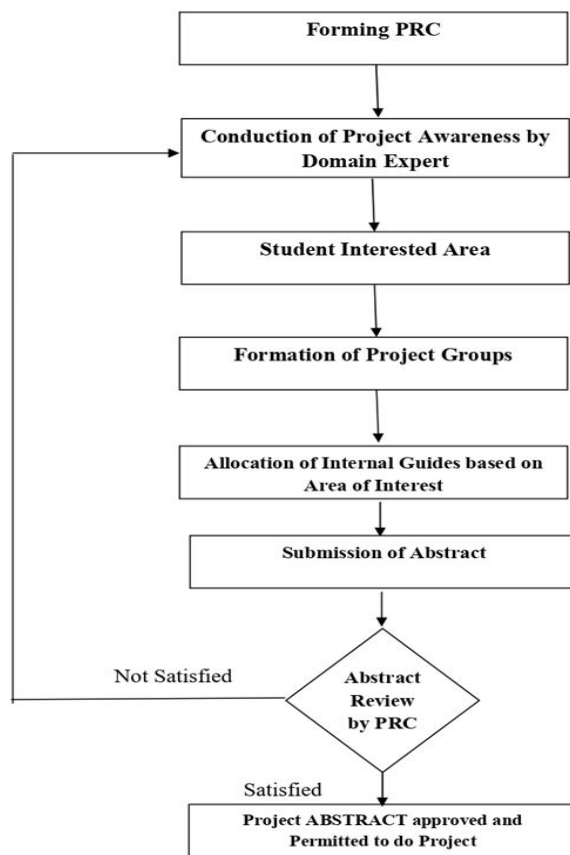 Forming PRC
Conduction of Project Awareness by
Domain Expert
Student Interested Area
Formation of Project Groups
Allocation of Internal Guides based on
Area of Interest
Submission of Abstract
Not Satisfied
Abstract
Review
by PRC
Satisfied
Project ABSTRACT approved and
Permitted to do Project